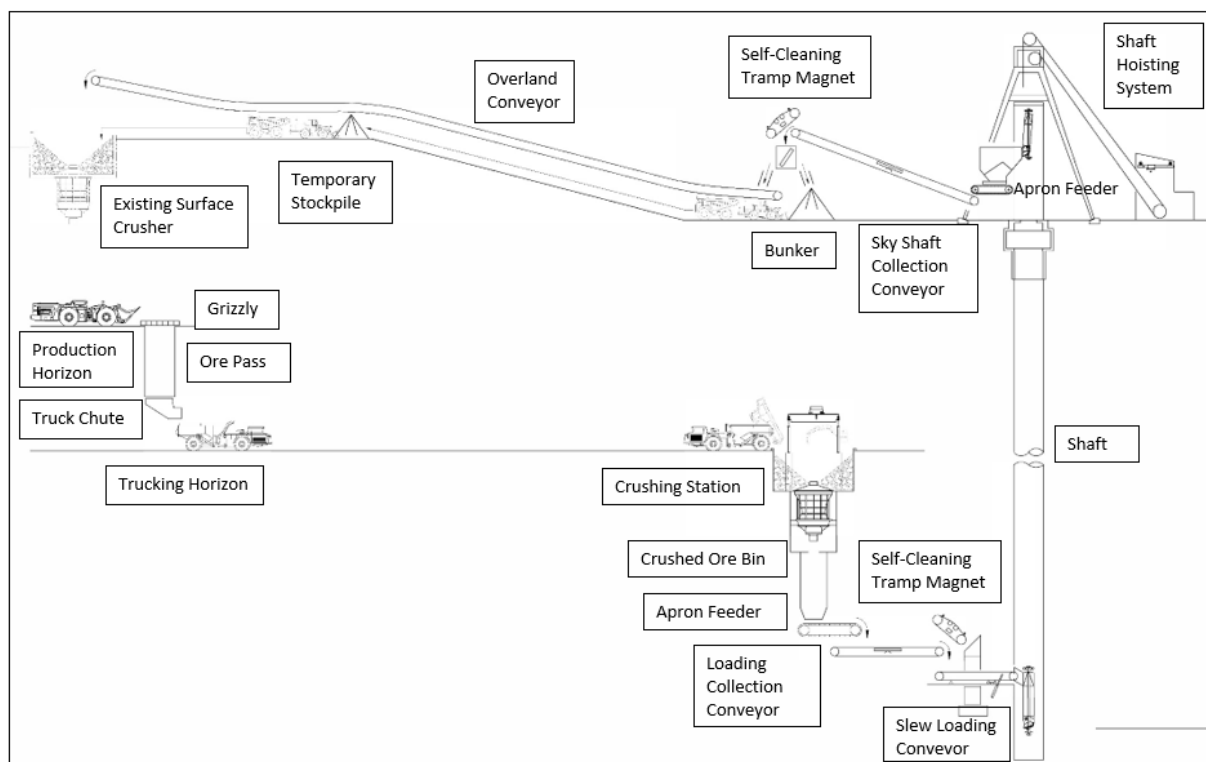 Self-Cleaning
Tramp Magnet
Shaft
Hoisting
System
Overland
Conveyor
Temporary
Stockpile
Apron Feeder
Existing Surface
Crusher
Bunker
Sky Shaft
Collection
Conveyor
Grizzly
Production
Horizon
Ore Pass
Truck Chute
Shaft
Trucking Horizon
Crushing Station
Crushed Ore Bin
Self-Cleaning
Tramp Magnet
Apron Feeder
Loading
Collection
Conveyor
Slew Loading
Convevor